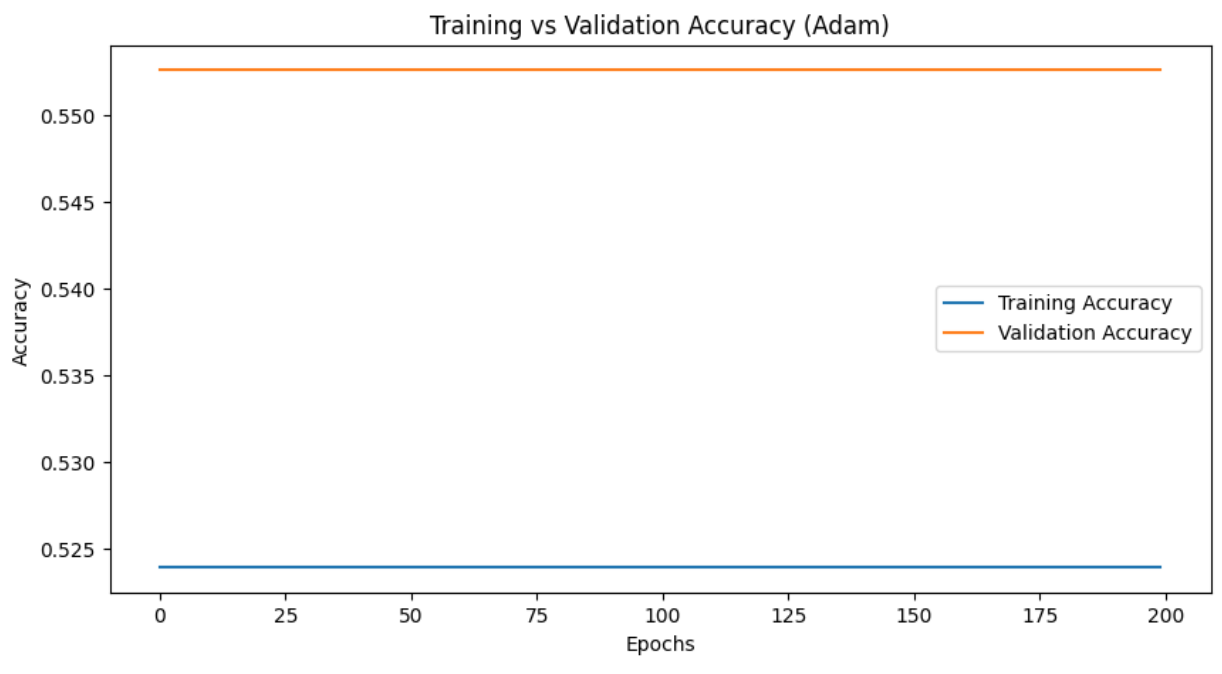 Training vs Validation Accuracy (Adam)
0.550
0.545
0.540
0.535
0.530
0.525
Accuracy
Training Accuracy
Validation Accuracy
0 25 50 75 100 125 150 175 200
Epochs